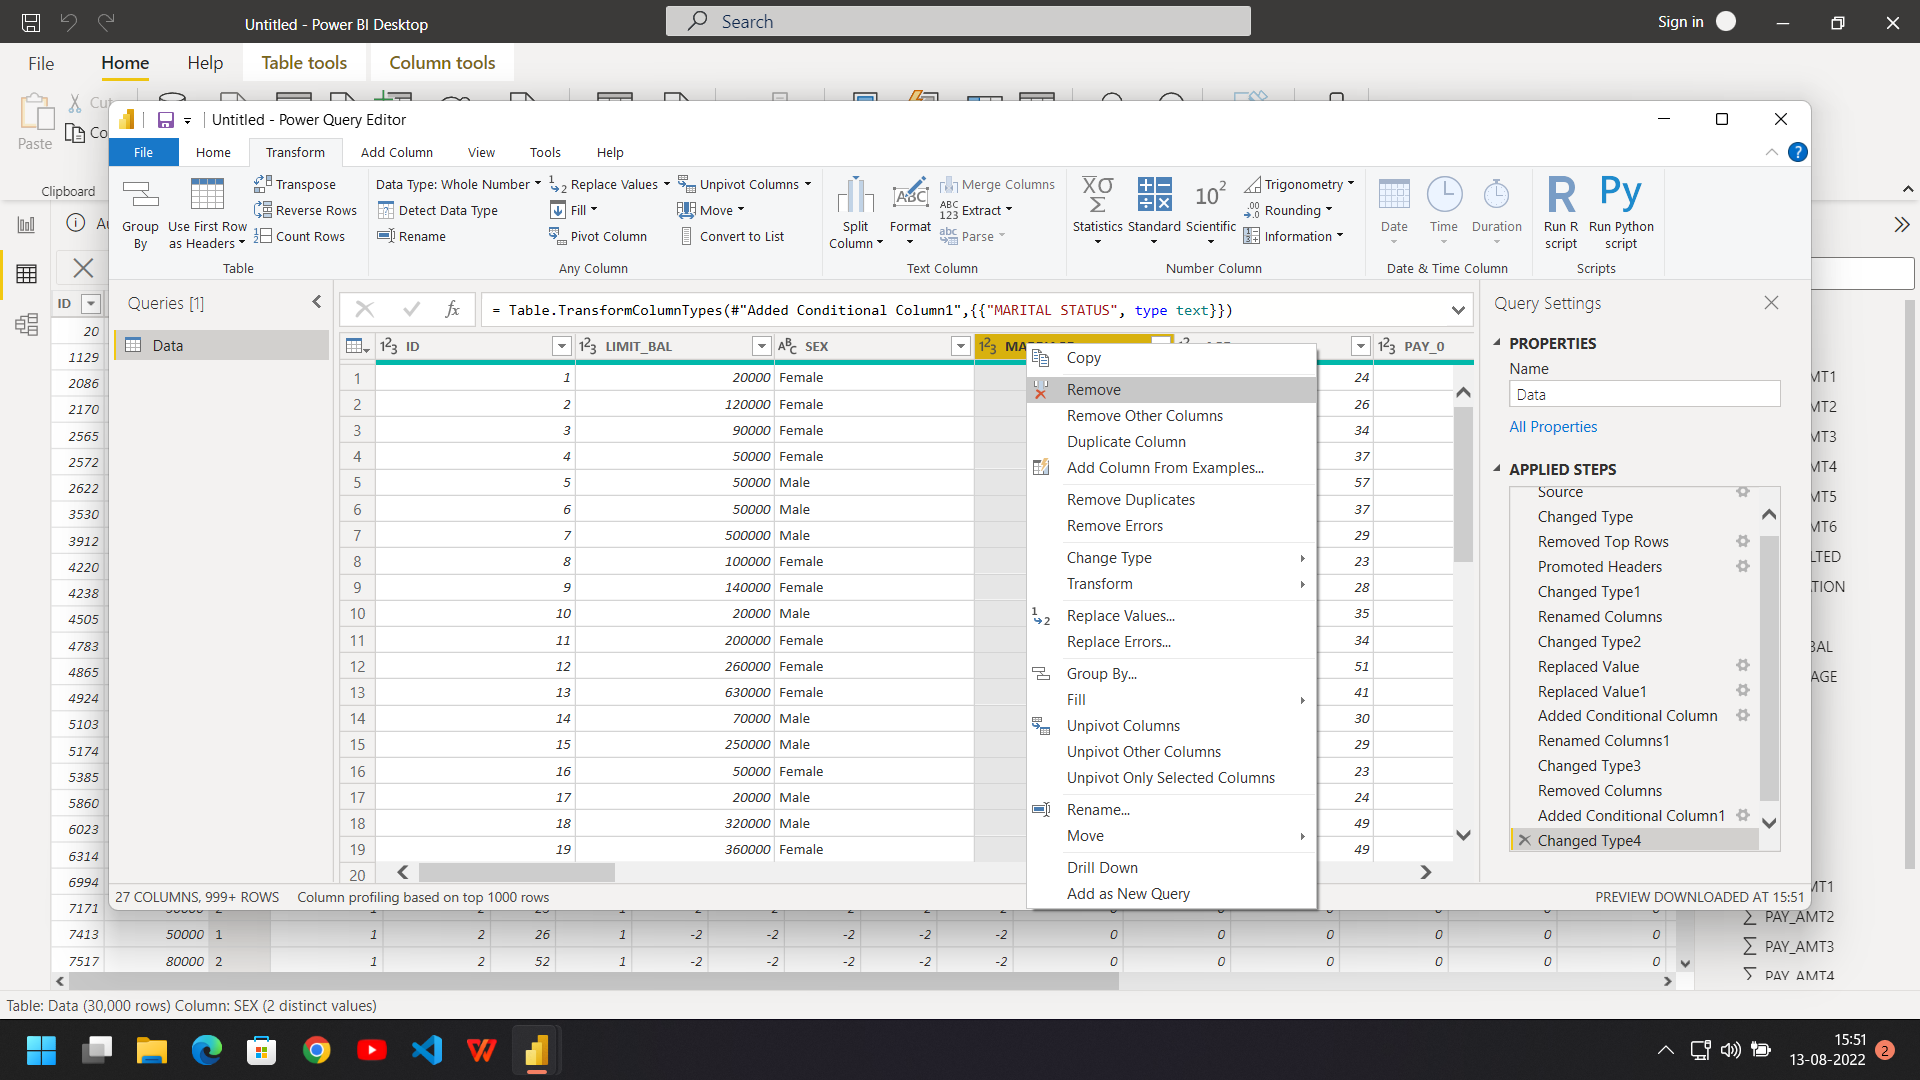 Untitled - Power BI Desktop
Search
Sign in
File
Home
Help
Table tools
Column tools
Paste
Clipboard
Untitled - Power Query Editor
File
Home
Transform
Add Column
View
Tools
Help
Group By
Use First Row as Headers
Transpose
Reverse Rows
Count Rows
Table
Data Type: Whole Number
Detect Data Type
Rename
Replace Values
Fill
Pivot Column
Unpivot Columns
Move
Convert to List
Any Column
Split Column
Format
Merge Columns
Extract
Parse
Text Column
Statistics
Standard
Scientific
Trigonometry
Rounding
Information
Number Column
Date
Time
Duration
Date & Time Column
Run R script
Run Python script
Scripts
Queries [1]
Data
= Table.TransformColumnTypes(#"Added Conditional Column1",{{"MARITAL STATUS", type text}})
ID LIMIT_BAL SEX PAY_0
1 1 20000 Female 24
2 2 120000 Female 26
3 3 90000 Female 34
4 4 50000 Female 37
5 5 50000 Male 57
6 6 50000 Male 37
7 7 500000 Male 29
8 8 100000 Female 23
9 9 140000 Female 28
10 10 20000 Male 35
11 11 200000 Female 34
12 12 260000 Female 51
13 13 630000 Female 41
14 14 70000 Male 30
15 15 250000 Male 29
16 16 50000 Female 23
17 17 20000 Male 24
18 18 320000 Male 49
19 19 360000 Female 49
20
Copy
Remove
Remove Other Columns
Duplicate Column
Add Column From Examples...
Remove Duplicates
Remove Errors
Change Type
Transform
Replace Values...
Replace Errors...
Group By...
Fill
Unpivot Columns
Unpivot Other Columns
Unpivot Only Selected Columns
Rename...
Move
Drill Down
Add as New Query
Query Settings
PROPERTIES
Name
Data
All Properties
APPLIED STEPS
Source
Changed Type
Removed Top Rows
Promoted Headers
Changed Type1
Renamed Columns
Changed Type2
Replaced Value
Replaced Value1
Added Conditional Column
Renamed Columns1
Changed Type3
Removed Columns
Added Conditional Column1
Changed Type4
27 COLUMNS, 999+ ROWS
Column profiling based on top 1000 rows
PREVIEW DOWNLOADED AT 15:51
ID
20
1129
2086
2170
2565
2572
2622
3530
3912
4220
4238
4505
4783
4865
4924
5103
5174
5385
5860
6023
6314
6994
7171
7413 50000 1 1 2 26 1 -2 -2 -2 -2 -2 0 0 0 0 0 0
7517 80000 2 1 2 52 1 -2 -2 -2 -2 -2 0 0 0 0 0 0
PAY_AMT2
PAY_AMT3
PAY_AMT4
Table: Data (30,000 rows) Column: SEX (2 distinct values)
15:51
13-08-2022
2